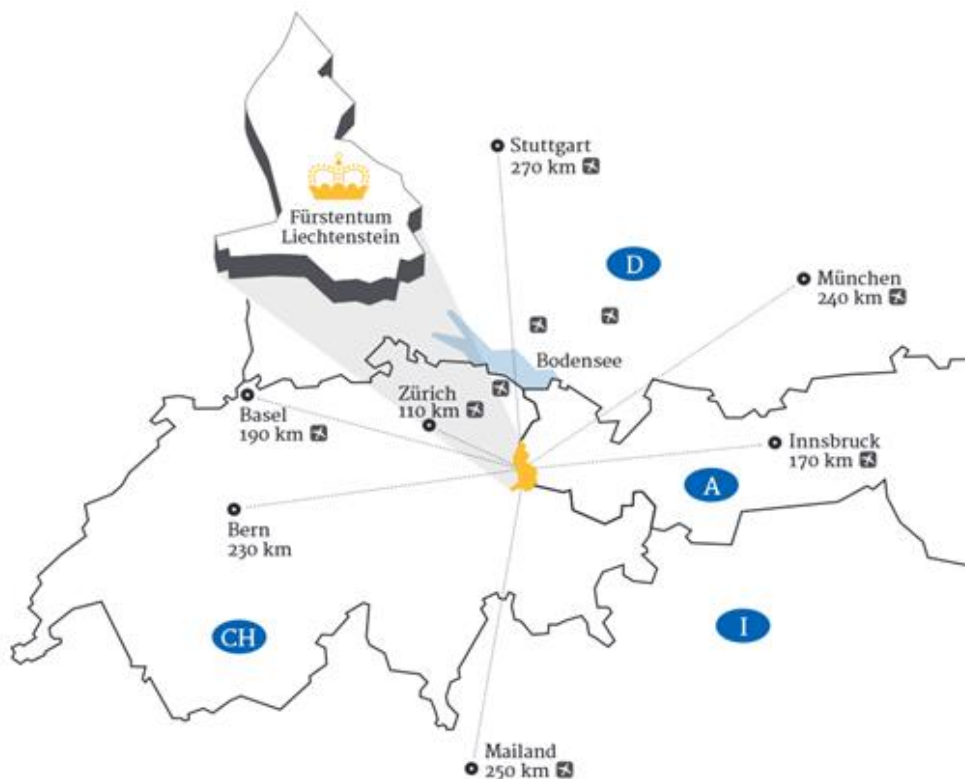 Stuttgart
270 km
Fürstentum
Liechtenstein
D
München
240 km
Bodensee
Zürich
110 km
Basel
190 km
Innsbruck
170 km
A
Bern
230 km
CH
I
Mailand
250 km